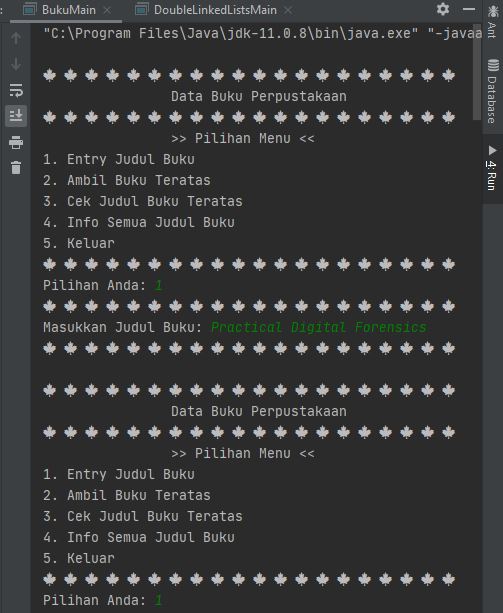 BukuMain × DoubleLinkedListsMain ×
"C:\Program Files\Java\jdk-11.0.8\bin\java.exe" "-javaa
Data Buku Perpustakaan
>> Pilihan Menu <<
1. Entry Judul Buku
2. Ambil Buku Teratas
3. Cek Judul Buku Teratas
4. Info Semua Judul Buku
5. Keluar
Pilihan Anda: 1
Masukkan Judul Buku: Practical Digital Forensics
Data Buku Perpustakaan
>> Pilihan Menu <<
1. Entry Judul Buku
2. Ambil Buku Teratas
3. Cek Judul Buku Teratas
4. Info Semua Judul Buku
5. Keluar
Pilihan Anda: 1
Ant
Database
4: Run